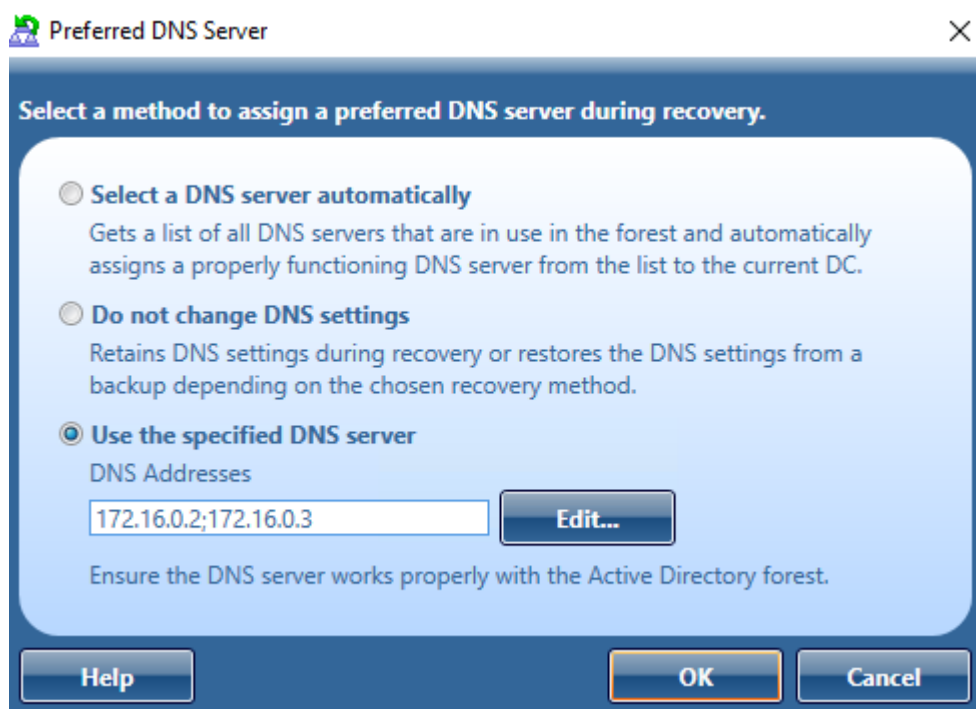 Preferred DNS Server
Select a method to assign a preferred DNS server during recovery.
Select a DNS server automatically
Gets a list of all DNS servers that are in use in the forest and automatically
assigns a properly functioning DNS server from the list to the current DC.
Do not change DNS settings
Retains DNS settings during recovery or restores the DNS settings from a
backup depending on the chosen recovery method.
Use the specified DNS server
DNS Addresses
172.16.0.2;172.16.0.3
Edit...
Ensure the DNS server works properly with the Active Directory forest.
Help
OK
Cancel